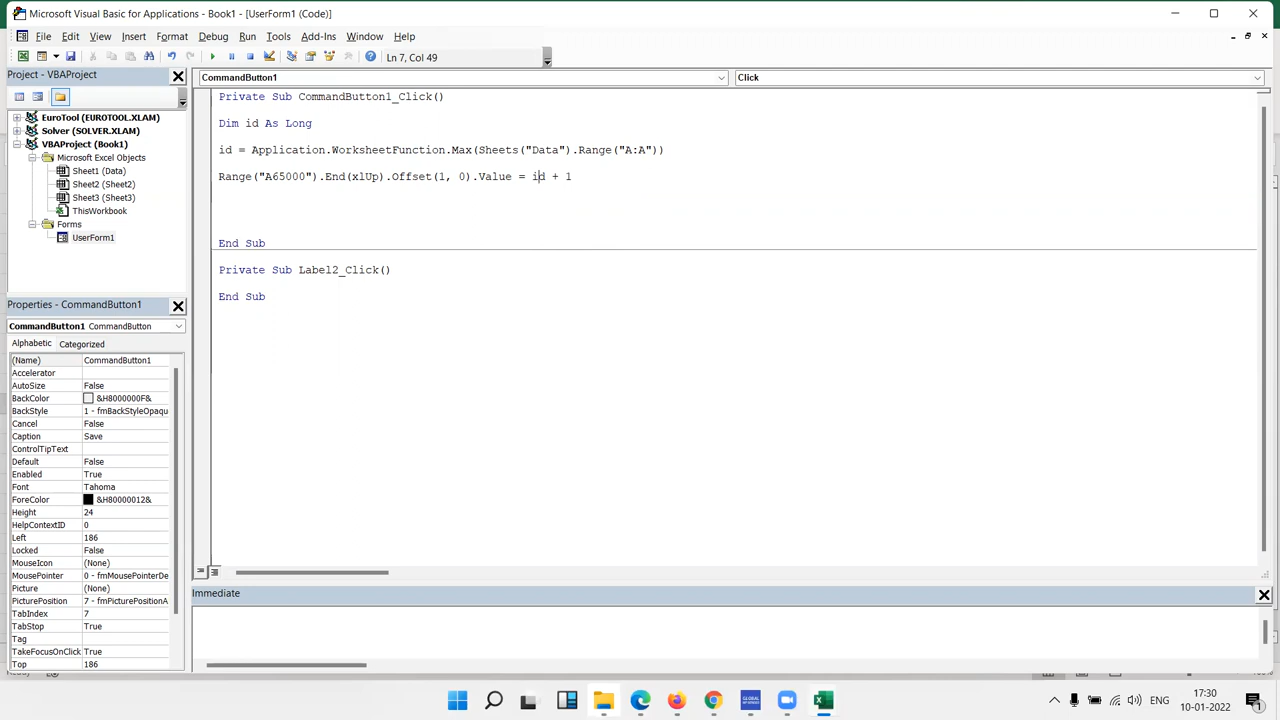 Microsoft Visual Basic for Applications - Book1 - [UserForm1 (Code)]
File Edit View Insert Format Debug Run Tools Add-Ins Window Help
Ln 7, Col 49
Project - VBAProject
CommandButton1
Click
EuroTool (EUROTOOL.XLAM)
Solver (SOLVER.XLAM)
VBAProject (Book1)
Microsoft Excel Objects
Sheet1 (Data)
Sheet2 (Sheet2)
Sheet3 (Sheet3)
ThisWorkbook
Forms
UserForm1
Private Sub CommandButton1_Click()
Dim id As Long
id = Application.WorksheetFunction.Max(Sheets("Data").Range("A:A"))
Range("A65000").End(xlUp).Offset(1, 0).Value = id + 1
End Sub
Private Sub Label2_Click()
End Sub
Properties - CommandButton1
CommandButton1 CommandButton
Alphabetic Categorized
(Name) CommandButton1
Accelerator
AutoSize False
BackColor &H8000000F&
BackStyle 1 - fmBackStyleOpaqu
Cancel False
Caption Save
ControlTipText
Default False
Enabled True
Font Tahoma
ForeColor &H80000012&
Height 24
HelpContextID 0
Left 186
Locked False
MouseIcon (None)
MousePointer 0 - fmMousePointerDe
Picture (None)
PicturePosition 7 - fmPicturePositionA
TabIndex 7
TabStop True
Tag
TakeFocusOnClick True
Top 186
Immediate
ENG
17:30
10-01-2022